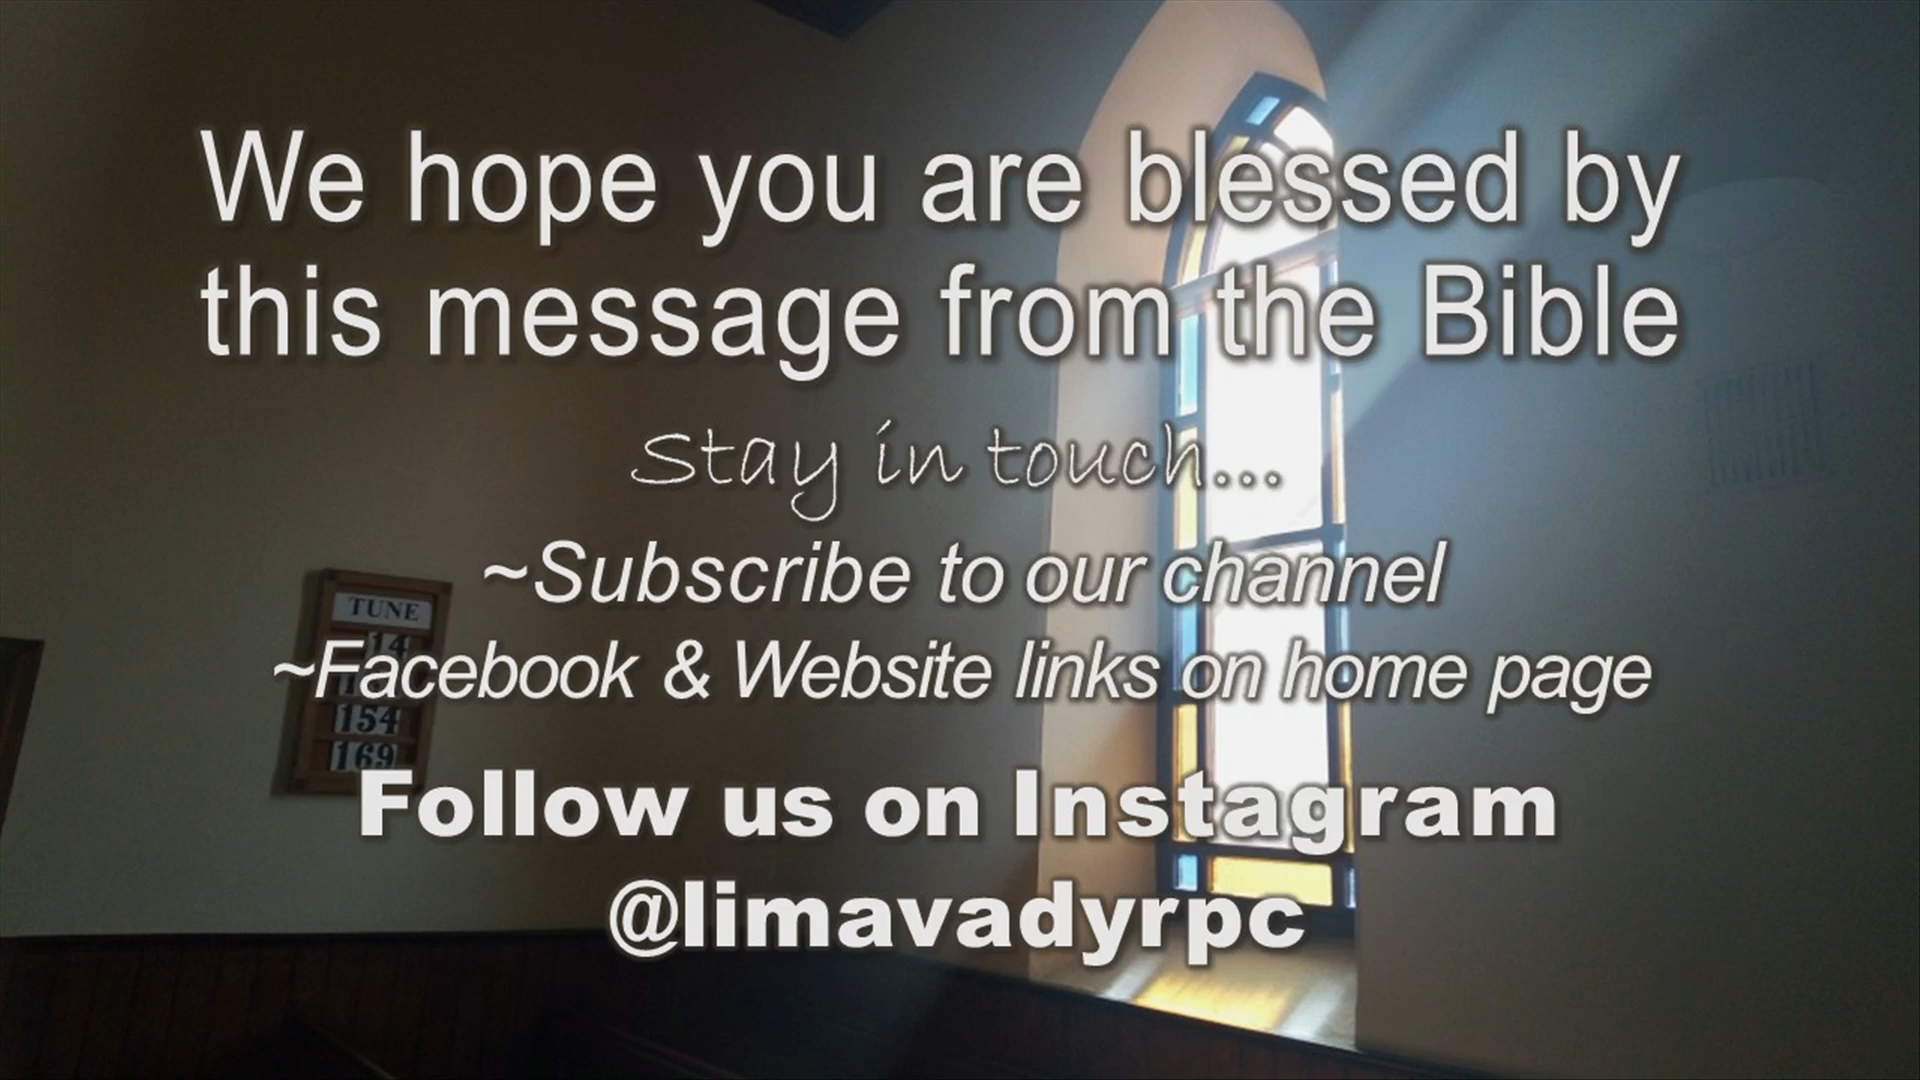 We hope you are blessed by
this message from the Bible
Stay in touch...
~Subscribe to our channel
~Facebook & Website links on home page
Follow us on Instagram
@limavadyrpc
TUNE
14
154
169